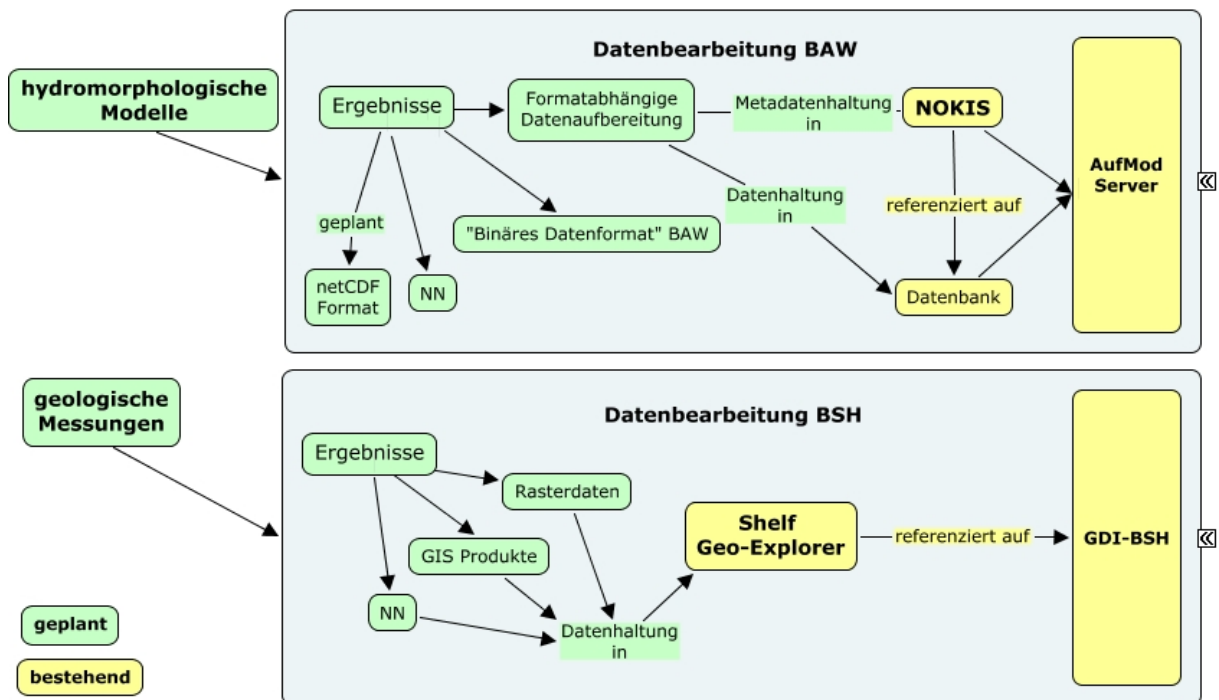 Datenbearbeitung BAW
hydromorphologische
Modelle
Ergebnisse
Formatabhängige
Datenaufbereitung
Metadatenhaltung
in
NOKIS
AufMod
Server
geplant
Datenhaltung
in
referenziert auf
"Binäres Datenformat" BAW
netCDF
Format
NN
Datenbank
geologische
Messungen
Datenbearbeitung BSH
Ergebnisse
Rasterdaten
GIS Produkte
NN
Datenhaltung
in
Shelf
Geo-Explorer
referenziert auf
GDI-BSH
geplant
bestehend